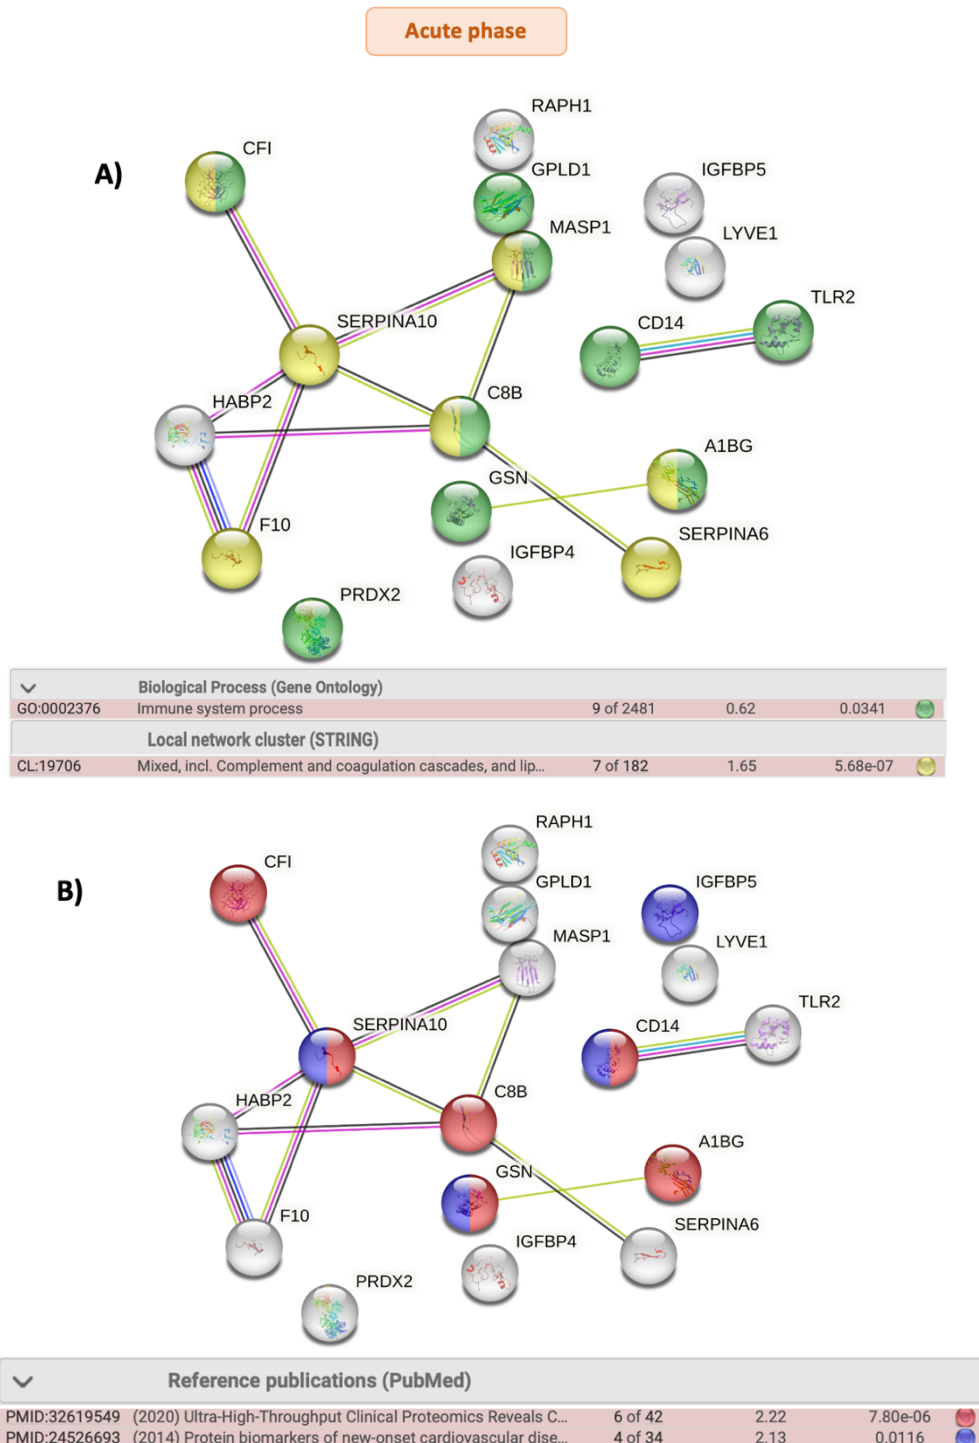 Acute phase
A)
RAPH1
CFI
GPLD1
IGFBP5
MASP1
LYVE1
TLR2
SERPINA10
CD14
HABP2
C8B
A1BG
GSN
F10
SERPINA6
IGFBP4
PRDX2
Biological Process (Gene Ontology)
GO:0002376 Immune system process 9 of 2481 0.62 0.0341
Local network cluster (STRING)
CL:19706 Mixed, incl. Complement and coagulation cascades, and lip... 7 of 182 1.65 5.68e-07
B)
RAPH1
CFI
GPLD1
IGFBP5
MASP1
LYVE1
TLR2
SERPINA10
CD14
HABP2
C8B
A1BG
GSN
F10
SERPINA6
IGFBP4
PRDX2
Reference publications (PubMed)
PMID:32619549 (2020) Ultra-High-Throughput Clinical Proteomics Reveals C... 6 of 42 2.22 7.80e-06
PMID:24526693 (2014) Protein biomarkers of new-onset cardiovascular dise... 4 of 34 2.13 0.0116